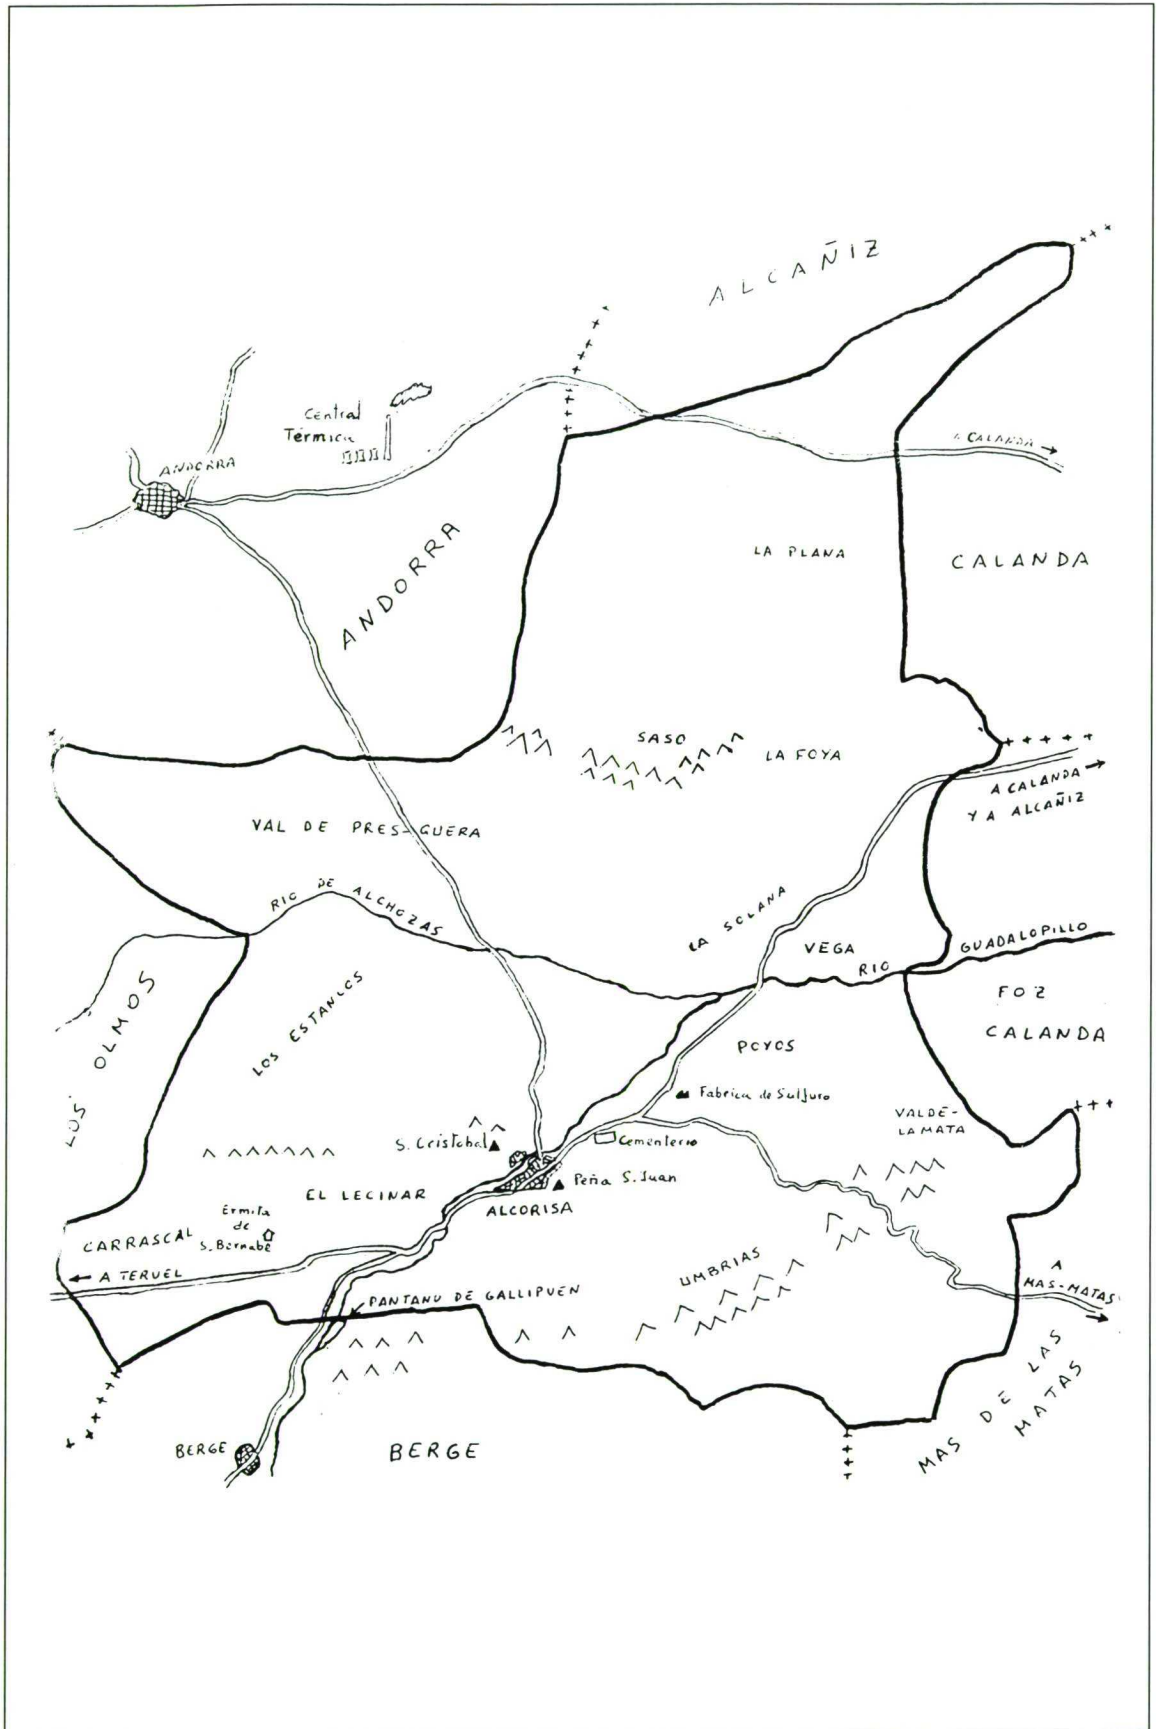 ALCAÑIZ
Central
Térmica
ANDORRA
A CALANDA
ANDORRA
LA PLANA
CALANDA
SASO
LA FOYA
A CALANDA
Y A ALCAÑIZ
VAL DE PRES-GUERA
RIO DE ALCHOZAS
LA SOLANA
VEGA
RIO GUADALOPILLO
LOS OLMOS
LOS ESTANCOS
FOZ
CALANDA
POYOS
Fabrica de Sulfuro
VALDE-
LAMATA
S. Cristobal
Cementerio
Peña S. Juan
EL LECINAR
ALCORISA
Ermita
de
S. Bernabé
CARRASCAL
A TERUEL
UMBRIAS
A
MAS-MATAS
PANTANO DE GALLIPUEN
MAS DE LAS
MATAS
BERGE
BERGE